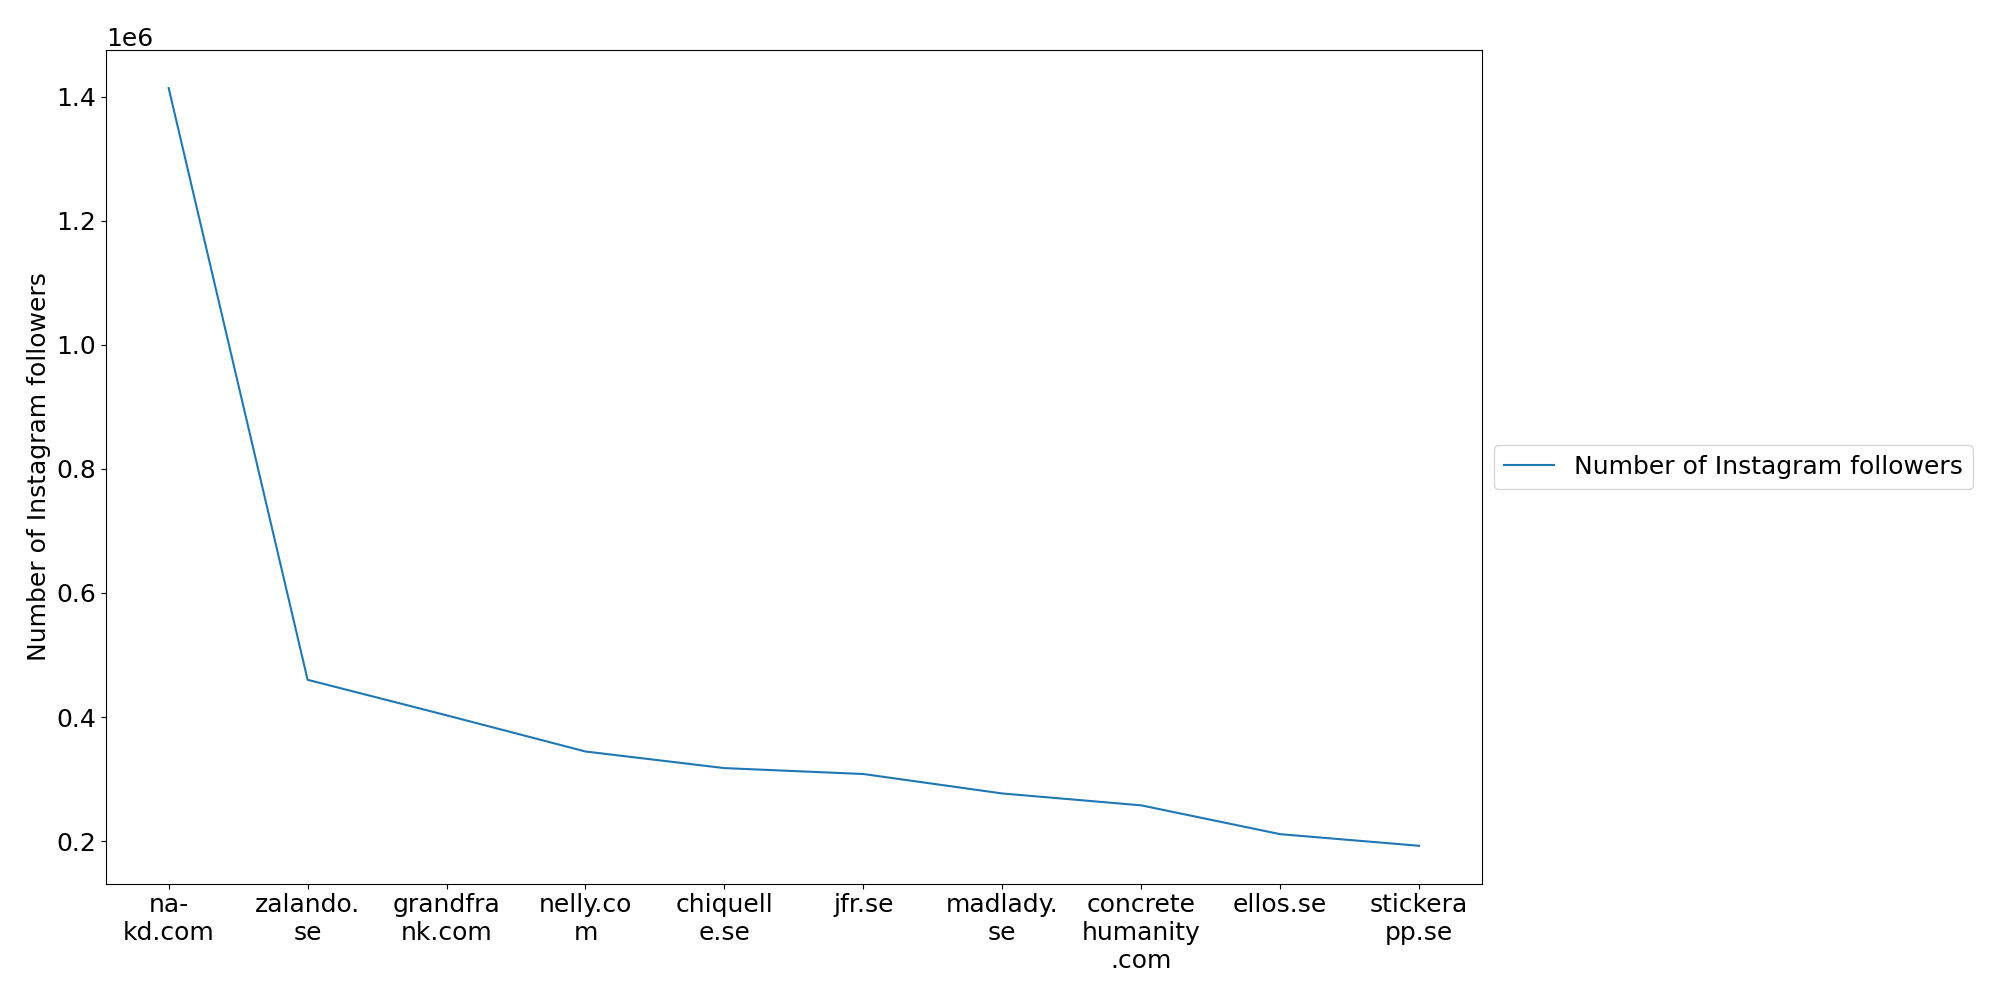 1e6
1.4
1.2
1.0
0.8
0.6
0.4
0.2
Number of Instagram followers
Number of Instagram followers
na-
kd.com
zalando.
se
grandfra
nk.com
nelly.co
m
chiquell
e.se
jfr.se
madlady.
se
concrete
humanity
.com
ellos.se
stickera
pp.se